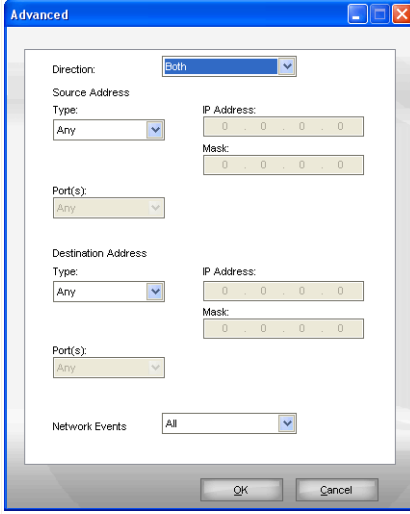 Advanced
Direction: Both
Source Address
Type: IP Address:
Any 0 . 0 . 0 . 0
Mask:
0 . 0 . 0 . 0
Port(s):
Any
Destination Address
Type: IP Address:
Any 0 . 0 . 0 . 0
Mask:
0 . 0 . 0 . 0
Port(s):
Any
Network Events All
OK Cancel